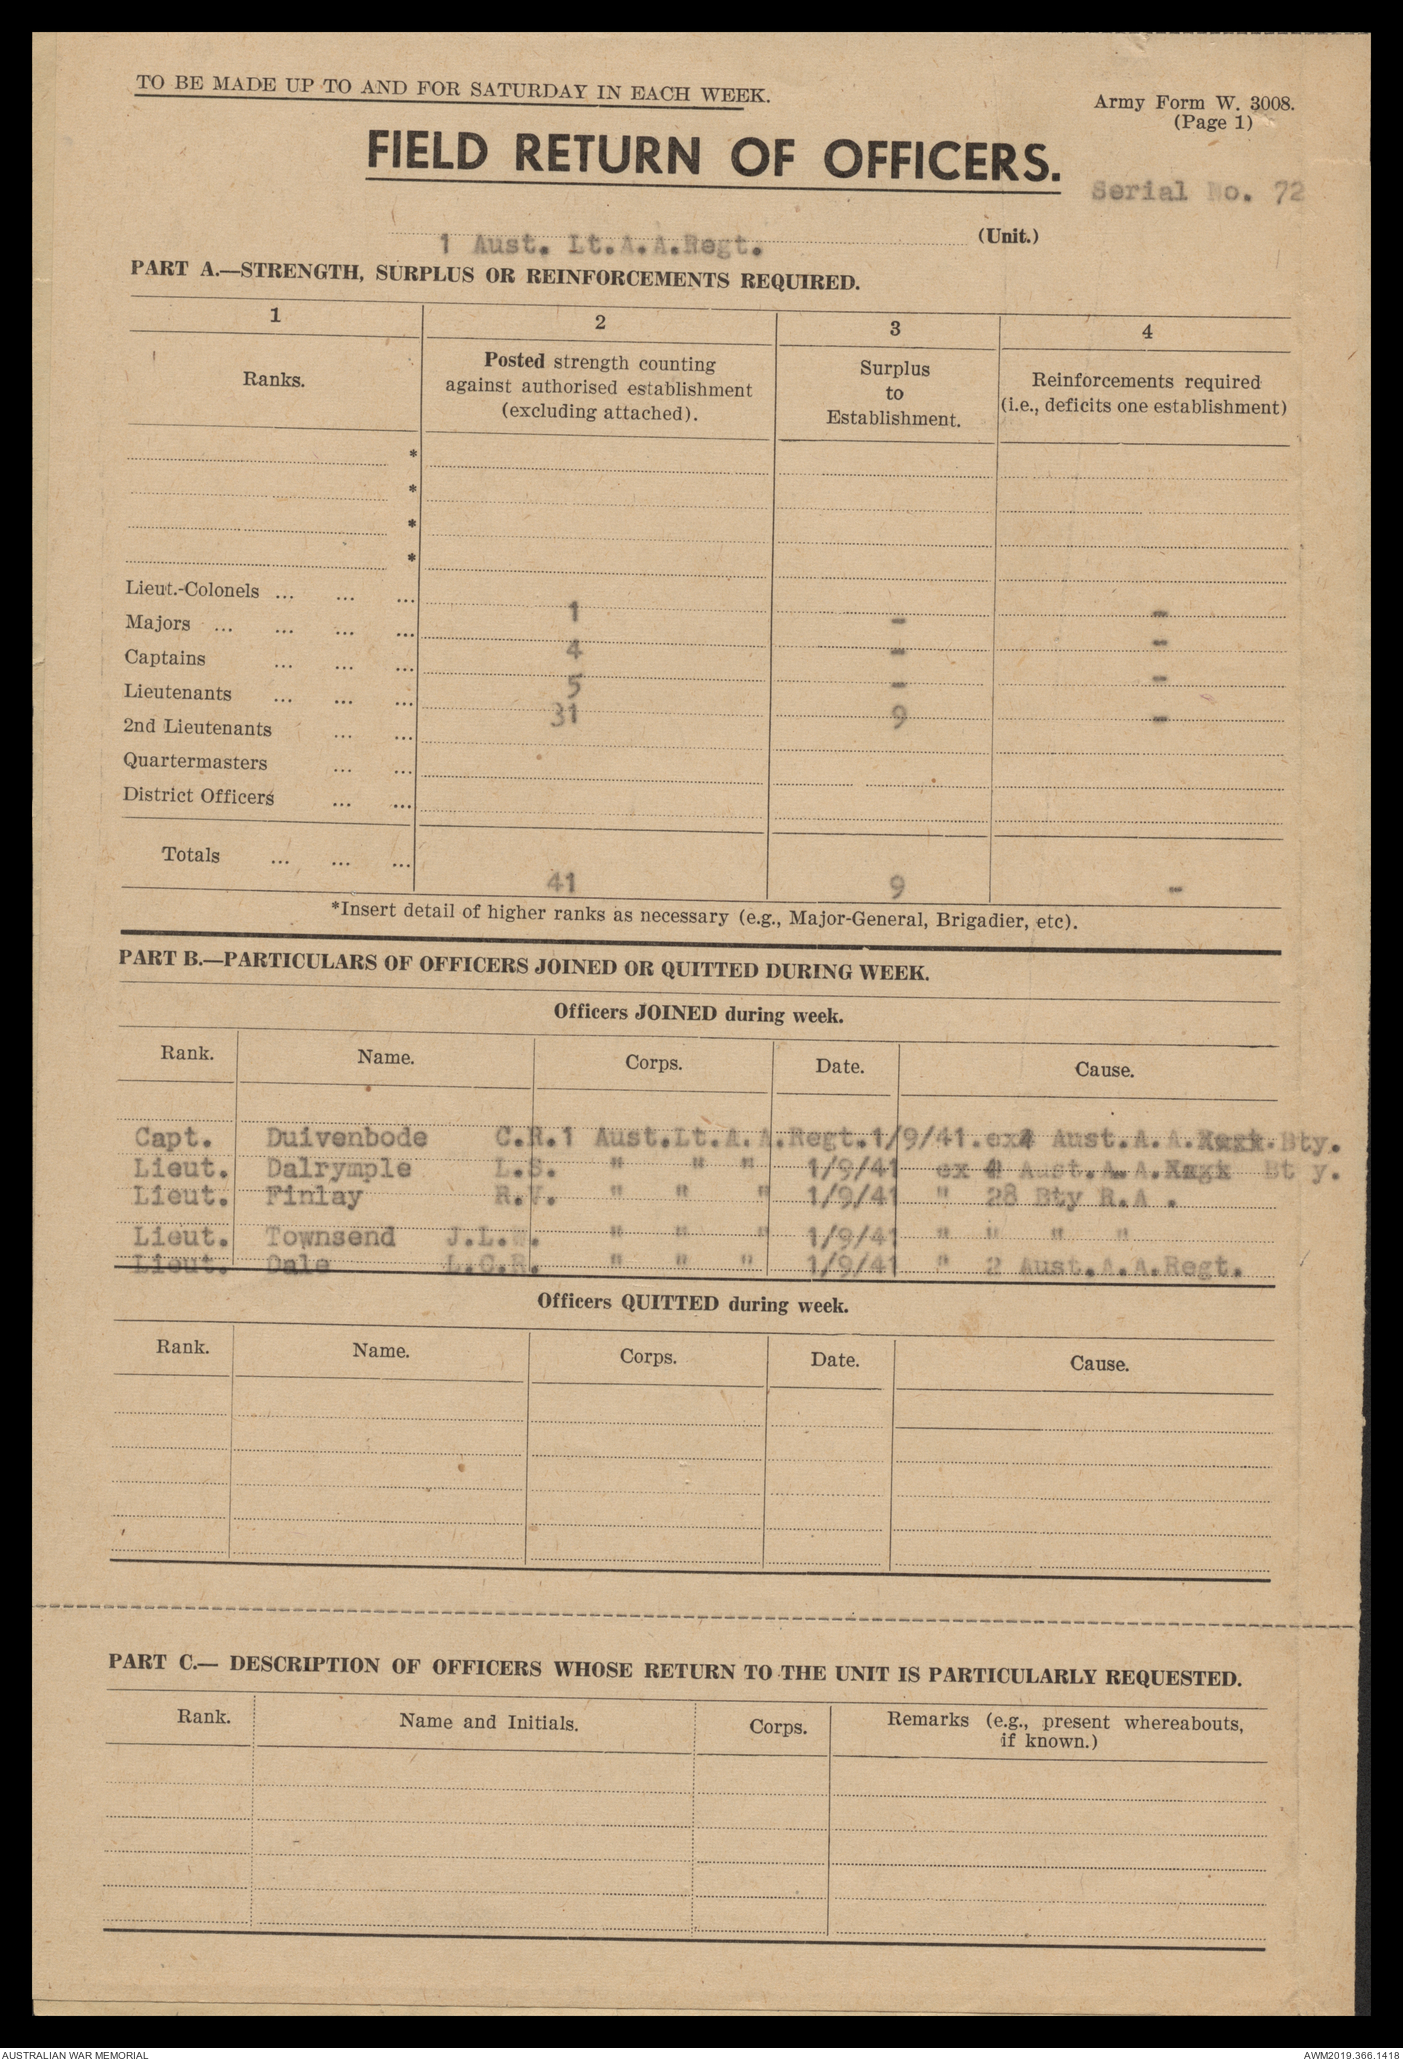 TO BE MADE UP TO AND FOR SATURDAY IN EACH WEEK.
Army Form W. 3008.
(Page 1)
FIELD RETURN OF OFFICERS.
Serial No. 72
1 Aust. Lt.A.A.Regt. (Unit.)
PART A.—STRENGTH, SURPLUS OR REINFORCEMENTS REQUIRED.
1 2 3 4
Ranks. Posted strength counting against authorised establishment (excluding attached). Surplus to Establishment. Reinforcements required (i.e., deficits one establishment)
*
*
*
*
Lieut.-Colonels ... ... ... 1 - -
Majors ... ... ... ... 4 - -
Captains ... ... ... 5 - -
Lieutenants ... ... ... 31 9 -
2nd Lieutenants ... ...
Quartermasters ... ...
District Officers ... ...
Totals ... ... ... 41 9 -
*Insert detail of higher ranks as necessary (e.g., Major-General, Brigadier, etc).
PART B.—PARTICULARS OF OFFICERS JOINED OR QUITTED DURING WEEK.
Officers JOINED during week.
Rank. Name. Corps. Date. Cause.
Capt. Duivenbode C.R. 1 Aust.Lt.A.A.Regt. 1/9/41. ex 4 Aust.A.A. Bty.
Lieut. Dalrymple L.S. " " " 1/9/41 ex 4 Aust.A.A. Bt y.
Lieut. Finlay R.V. " " " 1/9/41 " 28 Bty R.A .
Lieut. Townsend J.L.W. " " " 1/9/41 " " " "
Lieut. Dale L.C.R. " " " 1/9/41 " 2 Aust.A.A.Regt.
Officers QUITTED during week.
Rank. Name. Corps. Date. Cause.
PART C.— DESCRIPTION OF OFFICERS WHOSE RETURN TO THE UNIT IS PARTICULARLY REQUESTED.
Rank. Name and Initials. Corps. Remarks (e.g., present whereabouts, if known.)
AUSTRALIAN WAR MEMORIAL
AWM2019.366.1418